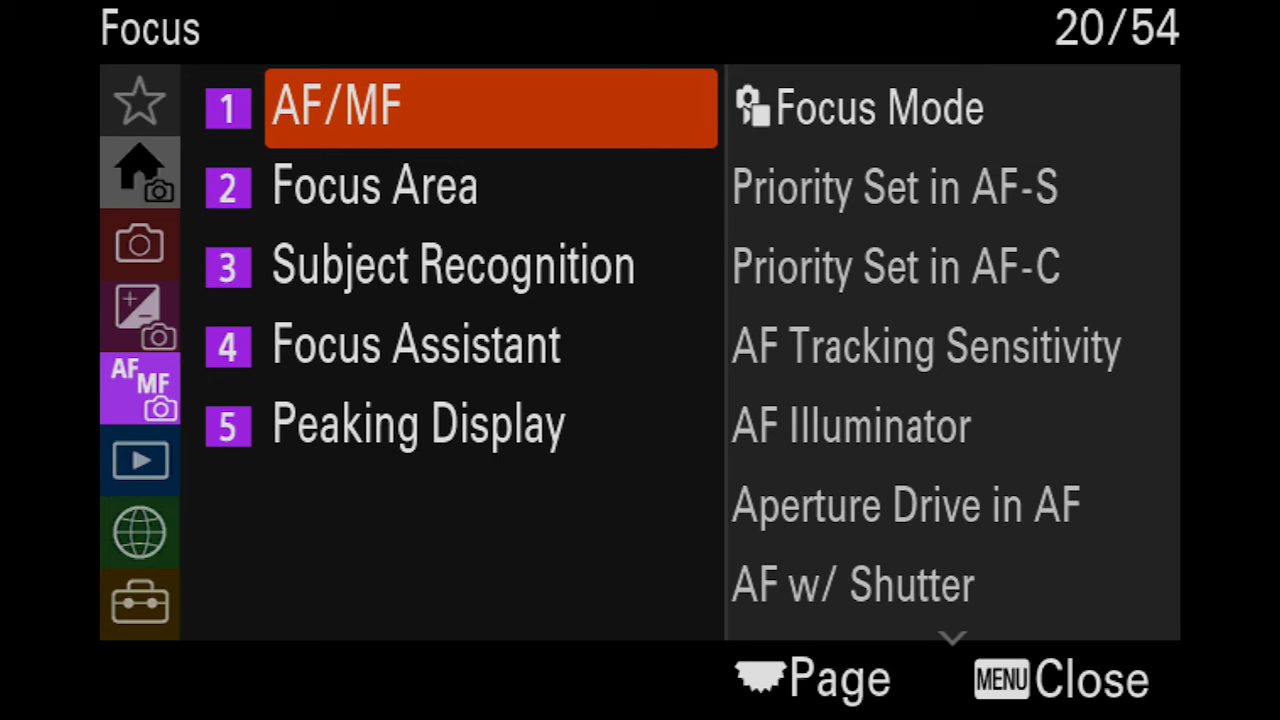 Focus 20/54
1 AF/MF
2 Focus Area
3 Subject Recognition
4 Focus Assistant
5 Peaking Display
AF MF
Focus Mode
Priority Set in AF-S
Priority Set in AF-C
AF Tracking Sensitivity
AF Illuminator
Aperture Drive in AF
AF w/ Shutter
Page MENU Close